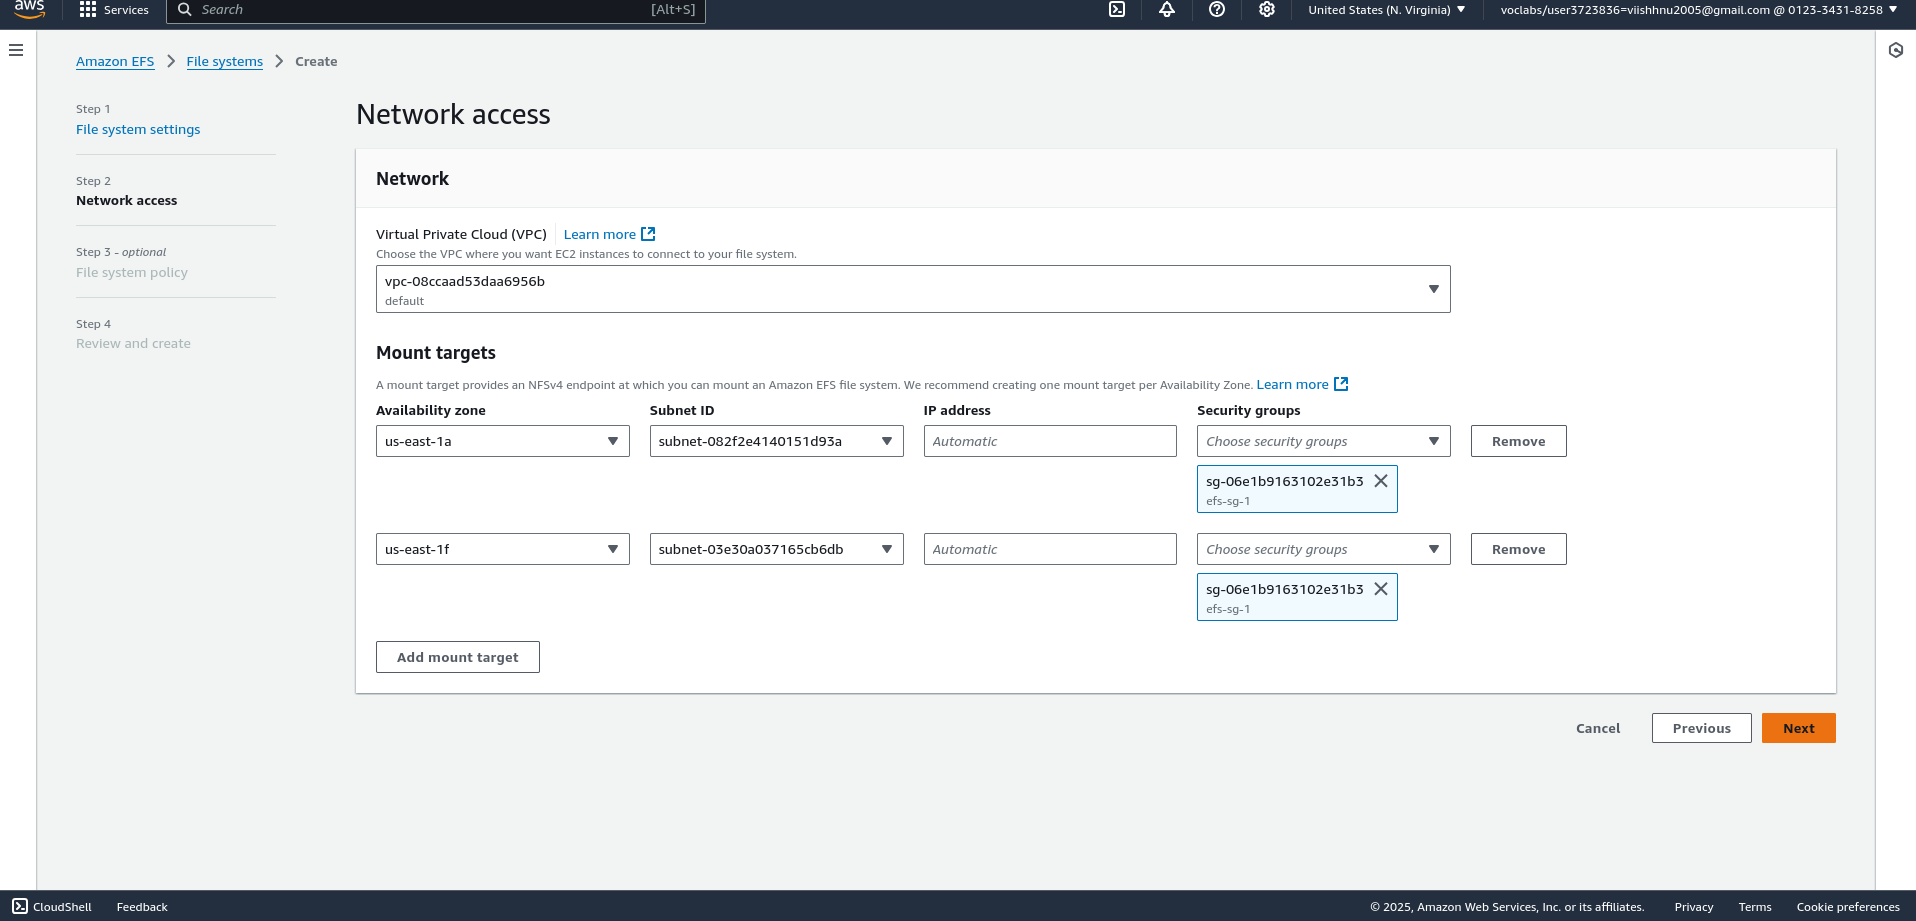 aws
Services
Search
[Alt+S]
United States (N. Virginia)
voclabs/user3723836=viishhnu2005@gmail.com @ 0123-3431-8258
Amazon EFS
File systems
Create
Step 1
File system settings
Step 2
Network access
Step 3 - optional
File system policy
Step 4
Review and create
Network access
Network
Virtual Private Cloud (VPC)
Learn more
Choose the VPC where you want EC2 instances to connect to your file system.
vpc-08ccaad53daa6956b
default
Mount targets
A mount target provides an NFSv4 endpoint at which you can mount an Amazon EFS file system. We recommend creating one mount target per Availability Zone. Learn more
Availability zone
Subnet ID
IP address
Security groups
us-east-1a
subnet-082f2e4140151d93a
Automatic
Choose security groups
Remove
sg-06e1b9163102e31b3
efs-sg-1
us-east-1f
subnet-03e30a037165cb6db
Automatic
Choose security groups
Remove
sg-06e1b9163102e31b3
efs-sg-1
Add mount target
Cancel
Previous
Next
CloudShell
Feedback
© 2025, Amazon Web Services, Inc. or its affiliates.
Privacy
Terms
Cookie preferences